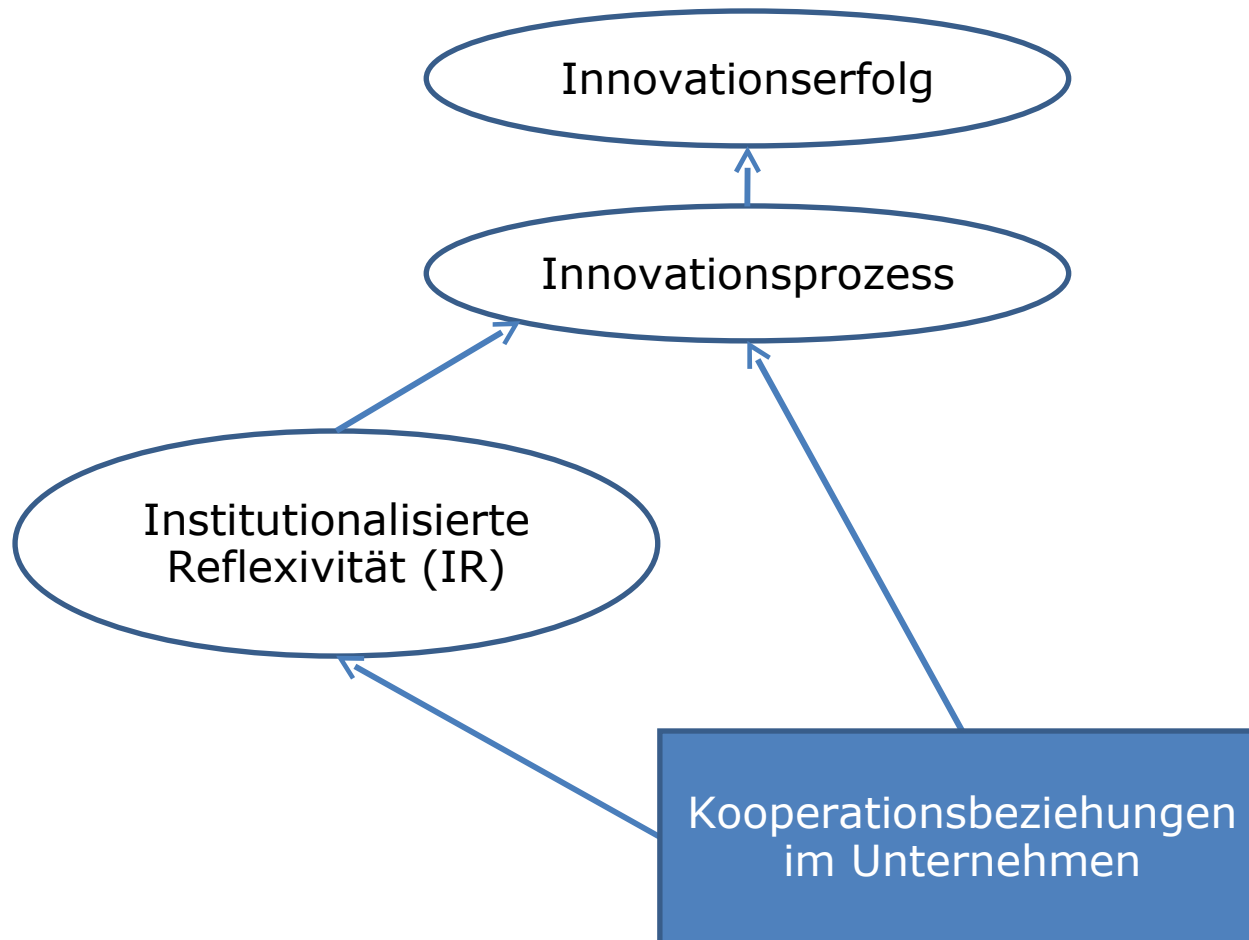 Innovationserfolg
Innovationsprozess
Institutionalisierte
Reflexivität (IR)
Kooperationsbeziehungen
im Unternehmen